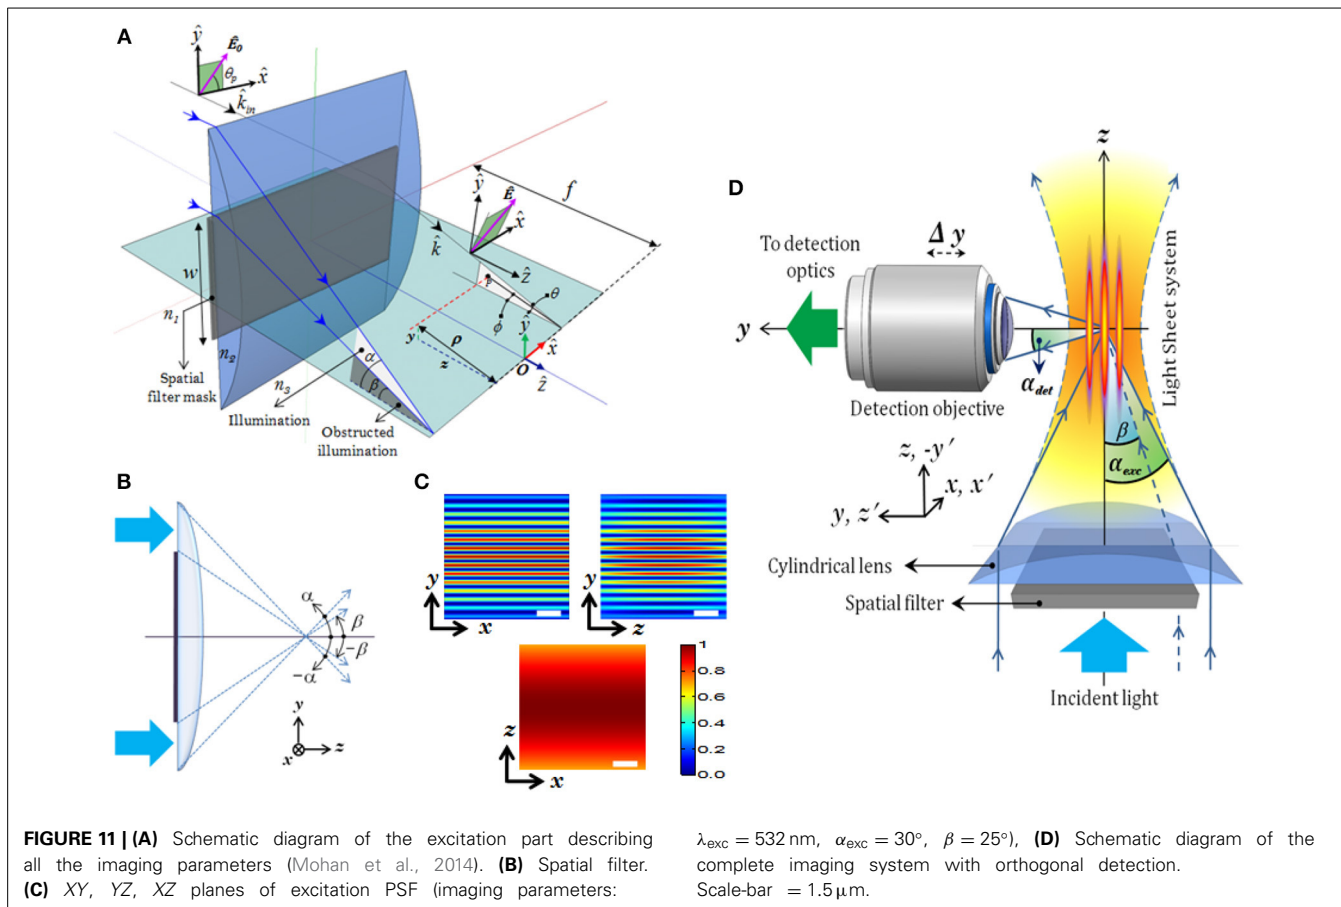 A
ŷ
Ê₀
θp
x̂
k̂in
w
n₁
n₂
Spatial
filter mask
n₃
Illumination
Obstructed
illumination
α
β
ŷ
Ê
x̂
k̂
ẑ
f
p
θ
ϕ
y
ρ
z
ŷ
x̂
O
ẑ
B
α
β
-β
-α
y
x
z
C
y
x
y
z
z
x
1
0.8
0.6
0.4
0.2
0.0
D
z
To detection
optics
Δ y
y
αdet
Detection objective
Light Sheet system
β
αexc
z, -y′
x, x′
y, z′
Cylindrical lens
Spatial filter
Incident light
FIGURE 11 | (A) Schematic diagram of the excitation part describing
all the imaging parameters (Mohan et al., 2014). (B) Spatial filter.
(C) XY, YZ, XZ planes of excitation PSF (imaging parameters:
λexc = 532 nm, αexc = 30°, β = 25°), (D) Schematic diagram of the
complete imaging system with orthogonal detection.
Scale-bar = 1.5 μm.